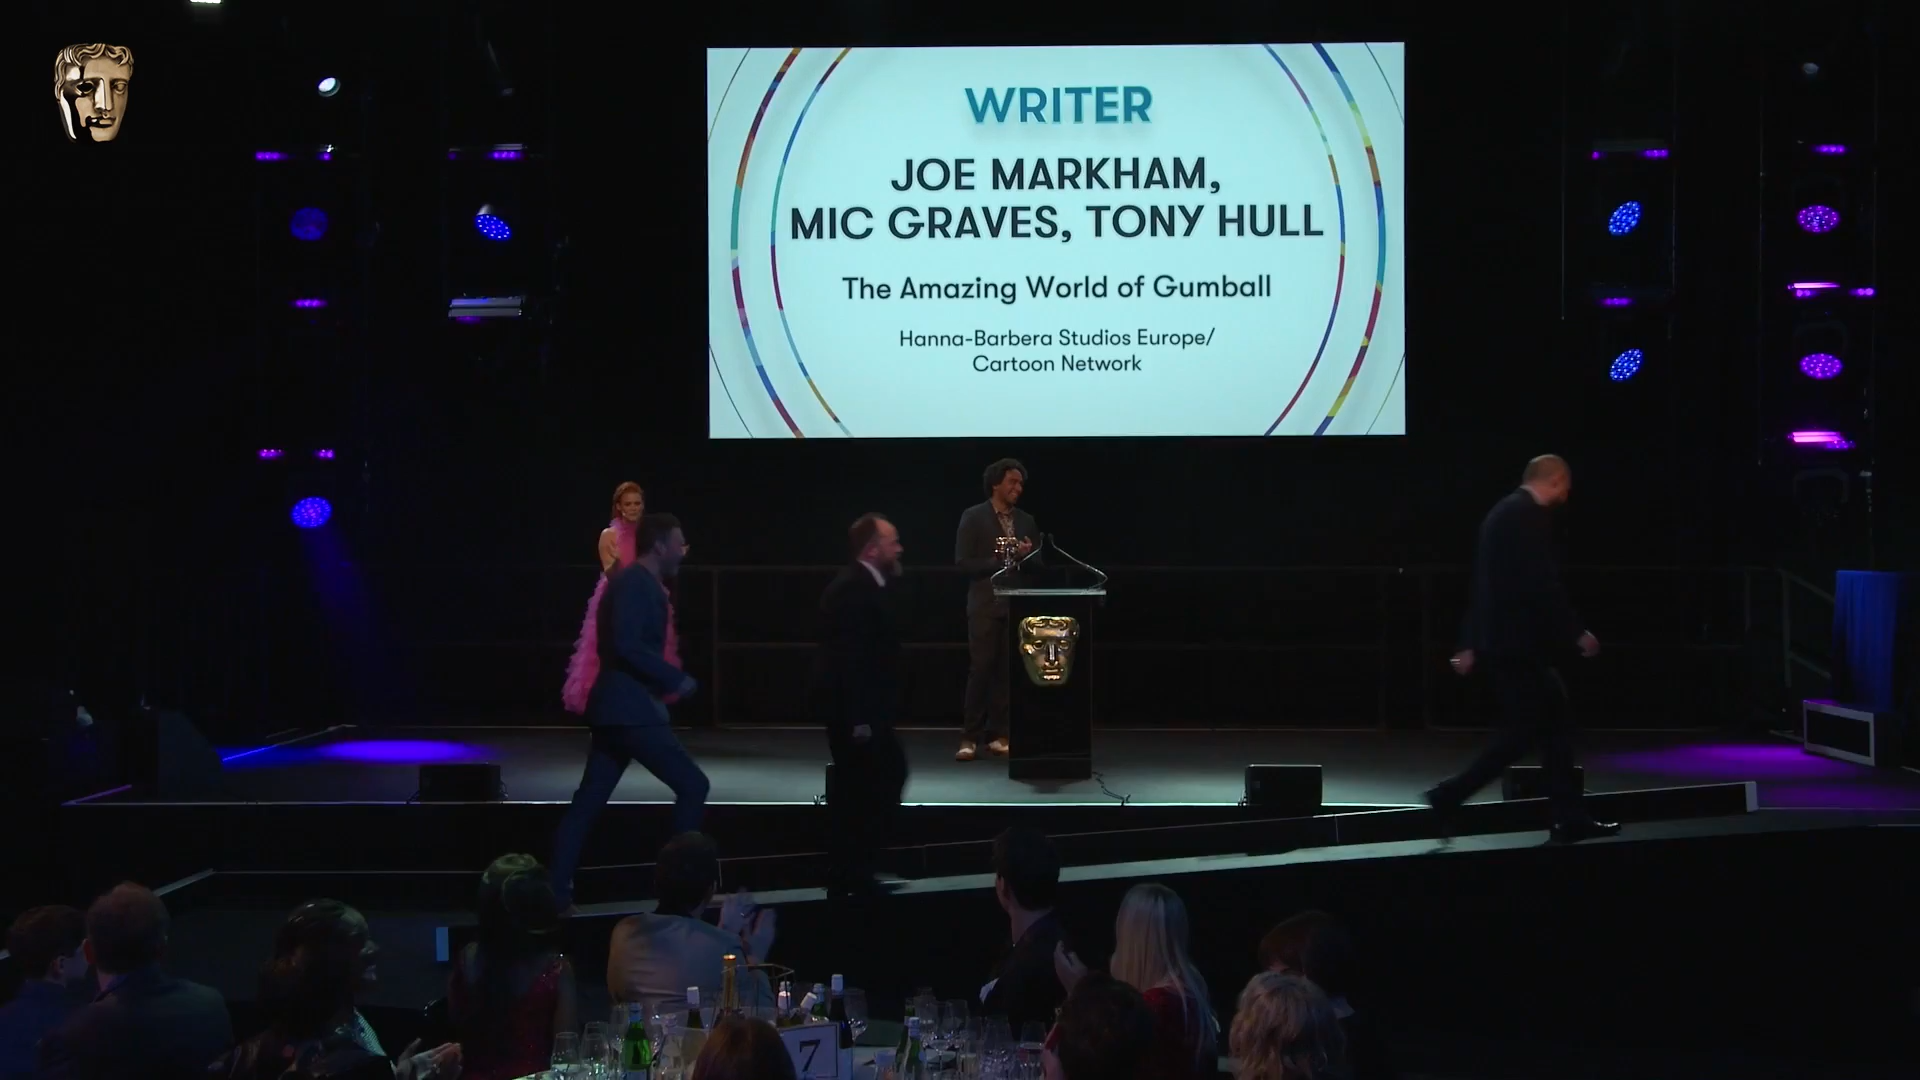 WRITER
JOE MARKHAM,
MIC GRAVES, TONY HULL
The Amazing World of Gumball
Hanna-Barbera Studios Europe/
Cartoon Network
7